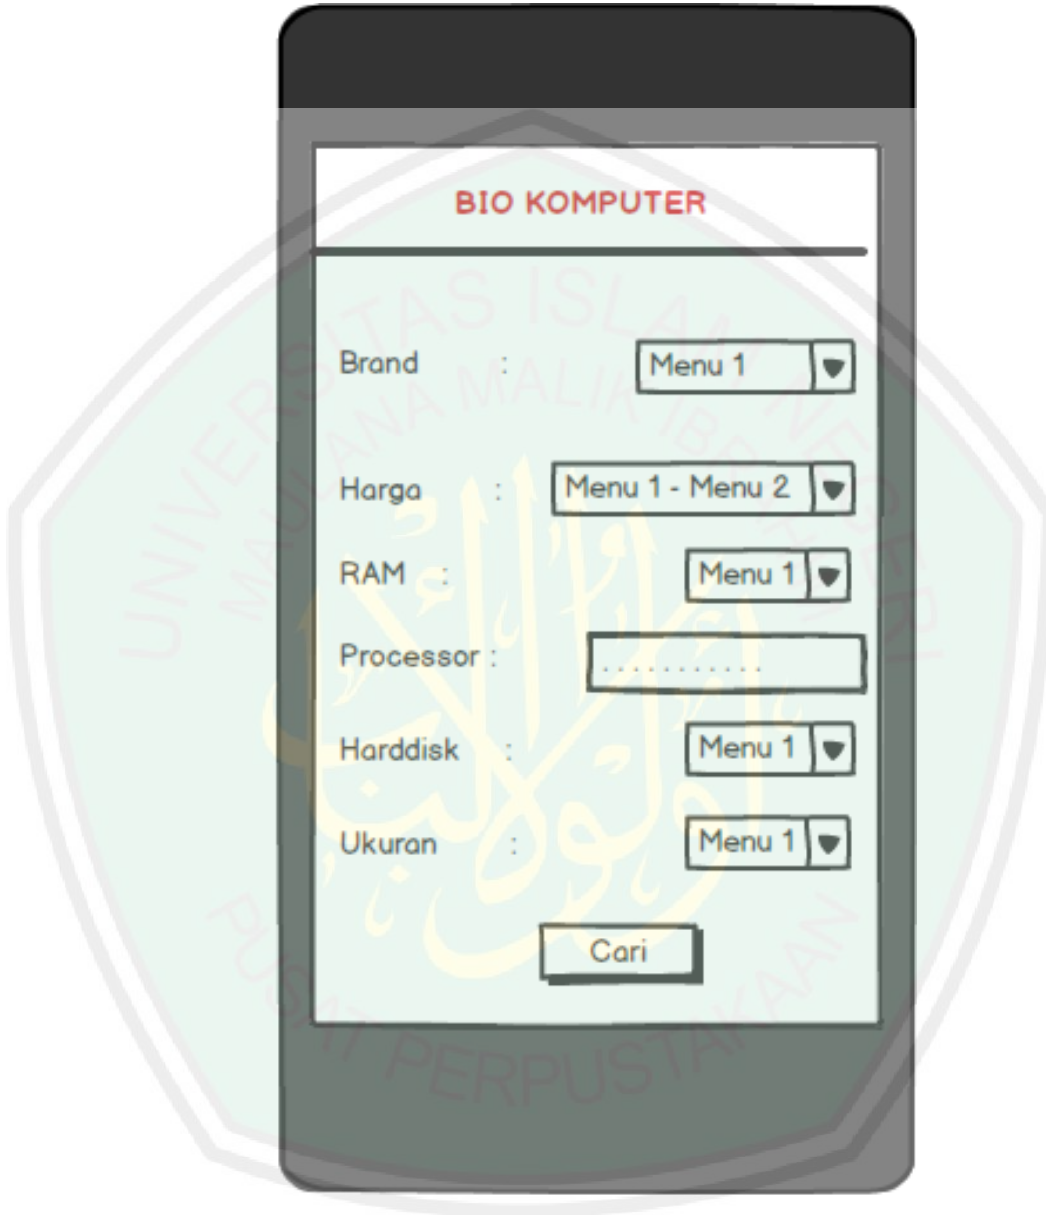 BIO KOMPUTER
UNIVERSITAS ISLAM NEGERI
MAULANA MALIK IBRAHIM
Brand : Menu 1
Harga : Menu 1 - Menu 2
RAM : Menu 1
Processor : ...........
Harddisk : Menu 1
Ukuran : Menu 1
Cari
PUSAT PERPUSTAKAAN